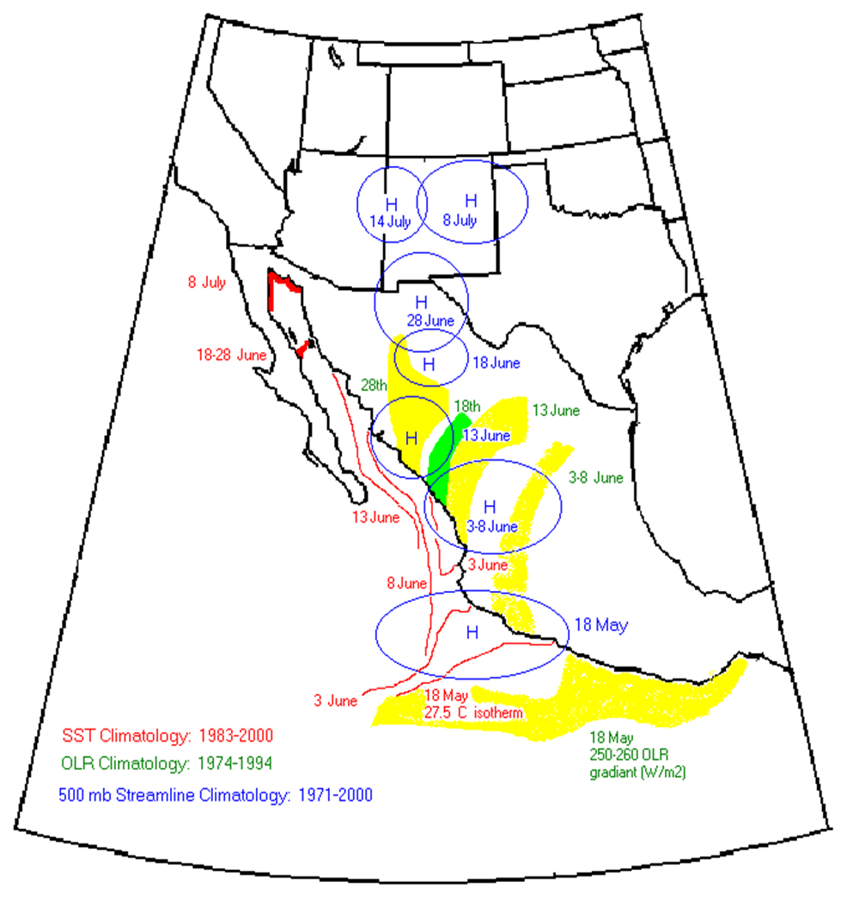 H
14 July
H
8 July
8 July
H
28 June
18-28 June
H
18 June
28th
18th
13 June
H
13 June
3-8 June
H
3-8 June
13 June
3 June
8 June
H
18 May
3 June
18 May
27.5 C isotherm
SST Climatology: 1983-2000
OLR Climatology: 1974-1994
500 mb Streamline Climatology: 1971-2000
18 May
250-260 OLR
gradiant (W/m2)